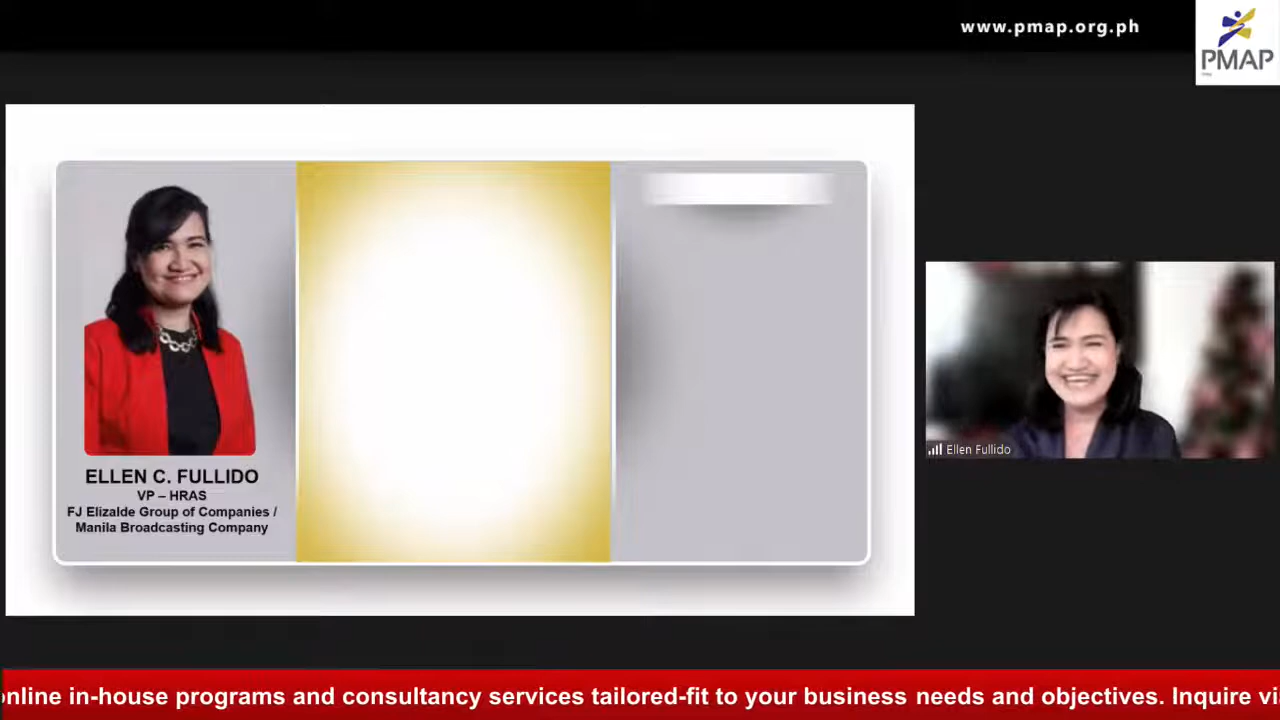 www.pmap.org.ph
PMAP
ELLEN C. FULLIDO
VP – HRAS
FJ Elizalde Group of Companies /
Manila Broadcasting Company
Ellen Fullido
online in-house programs and consultancy services tailored-fit to your business needs and objectives. Inquire vi